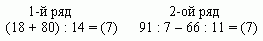 1-й ряд 2-ой ряд
(18 + 80) : 14 = (7) 91 : 7 – 66 : 11 = (7)